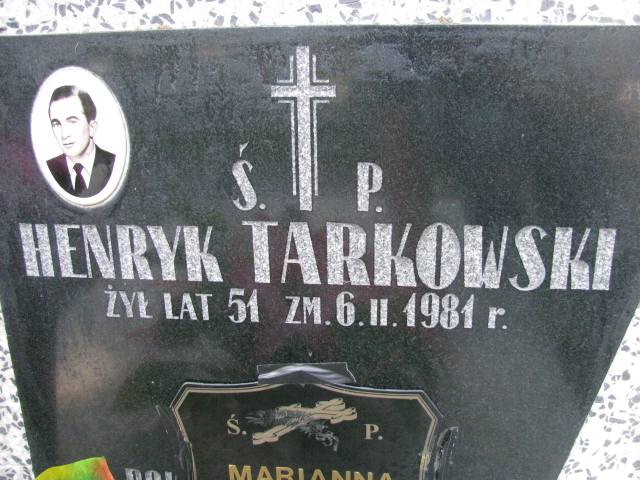 Ś. P.
HENRYK TARKOWSKI
ŻYŁ LAT 51 ZM. 6. II. 1981 r.
Ś. P.
MARIANNA